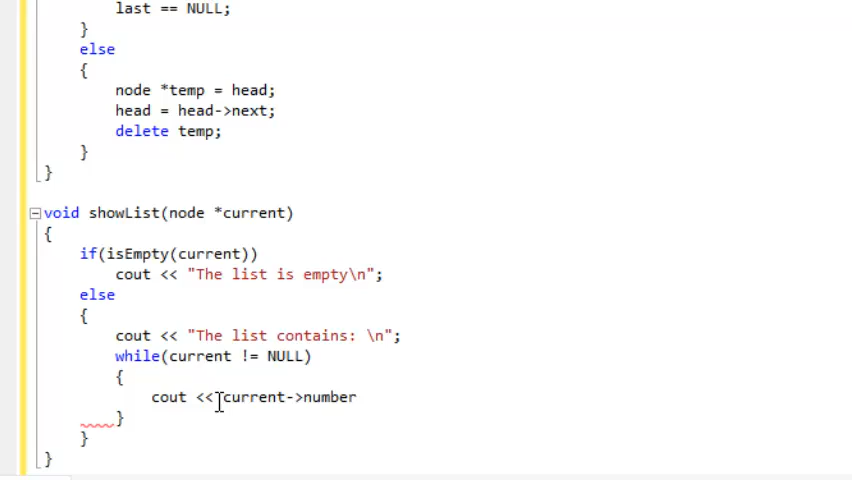 last == NULL;
}
else
{
node *temp = head;
head = head->next;
delete temp;
}
}
void showList(node *current)
{
if(isEmpty(current))
cout << "The list is empty\n";
else
{
cout << "The list contains: \n";
while(current != NULL)
{
cout << current->number
}
}
}